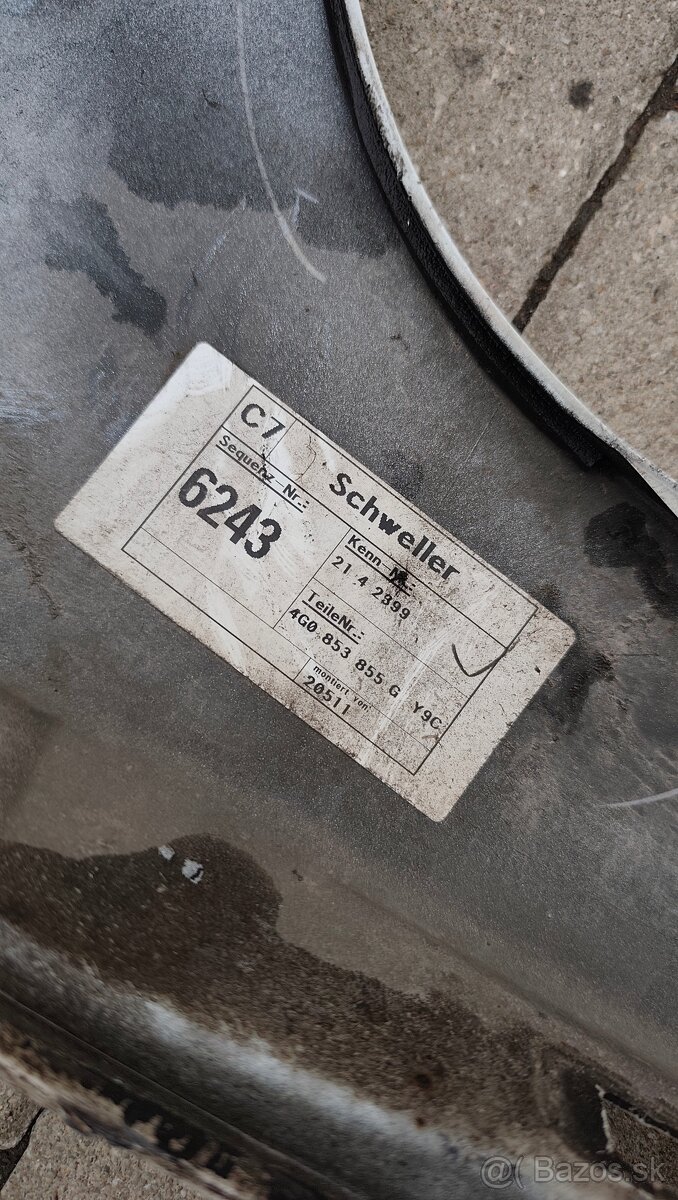 C7 Schweller
Sequenz Nr.:
6243
Kenn Nr.:
21 4 2399
TeileNr.:
4G0 853 855 G Y9C
montiert von:
20511
Bazos.sk